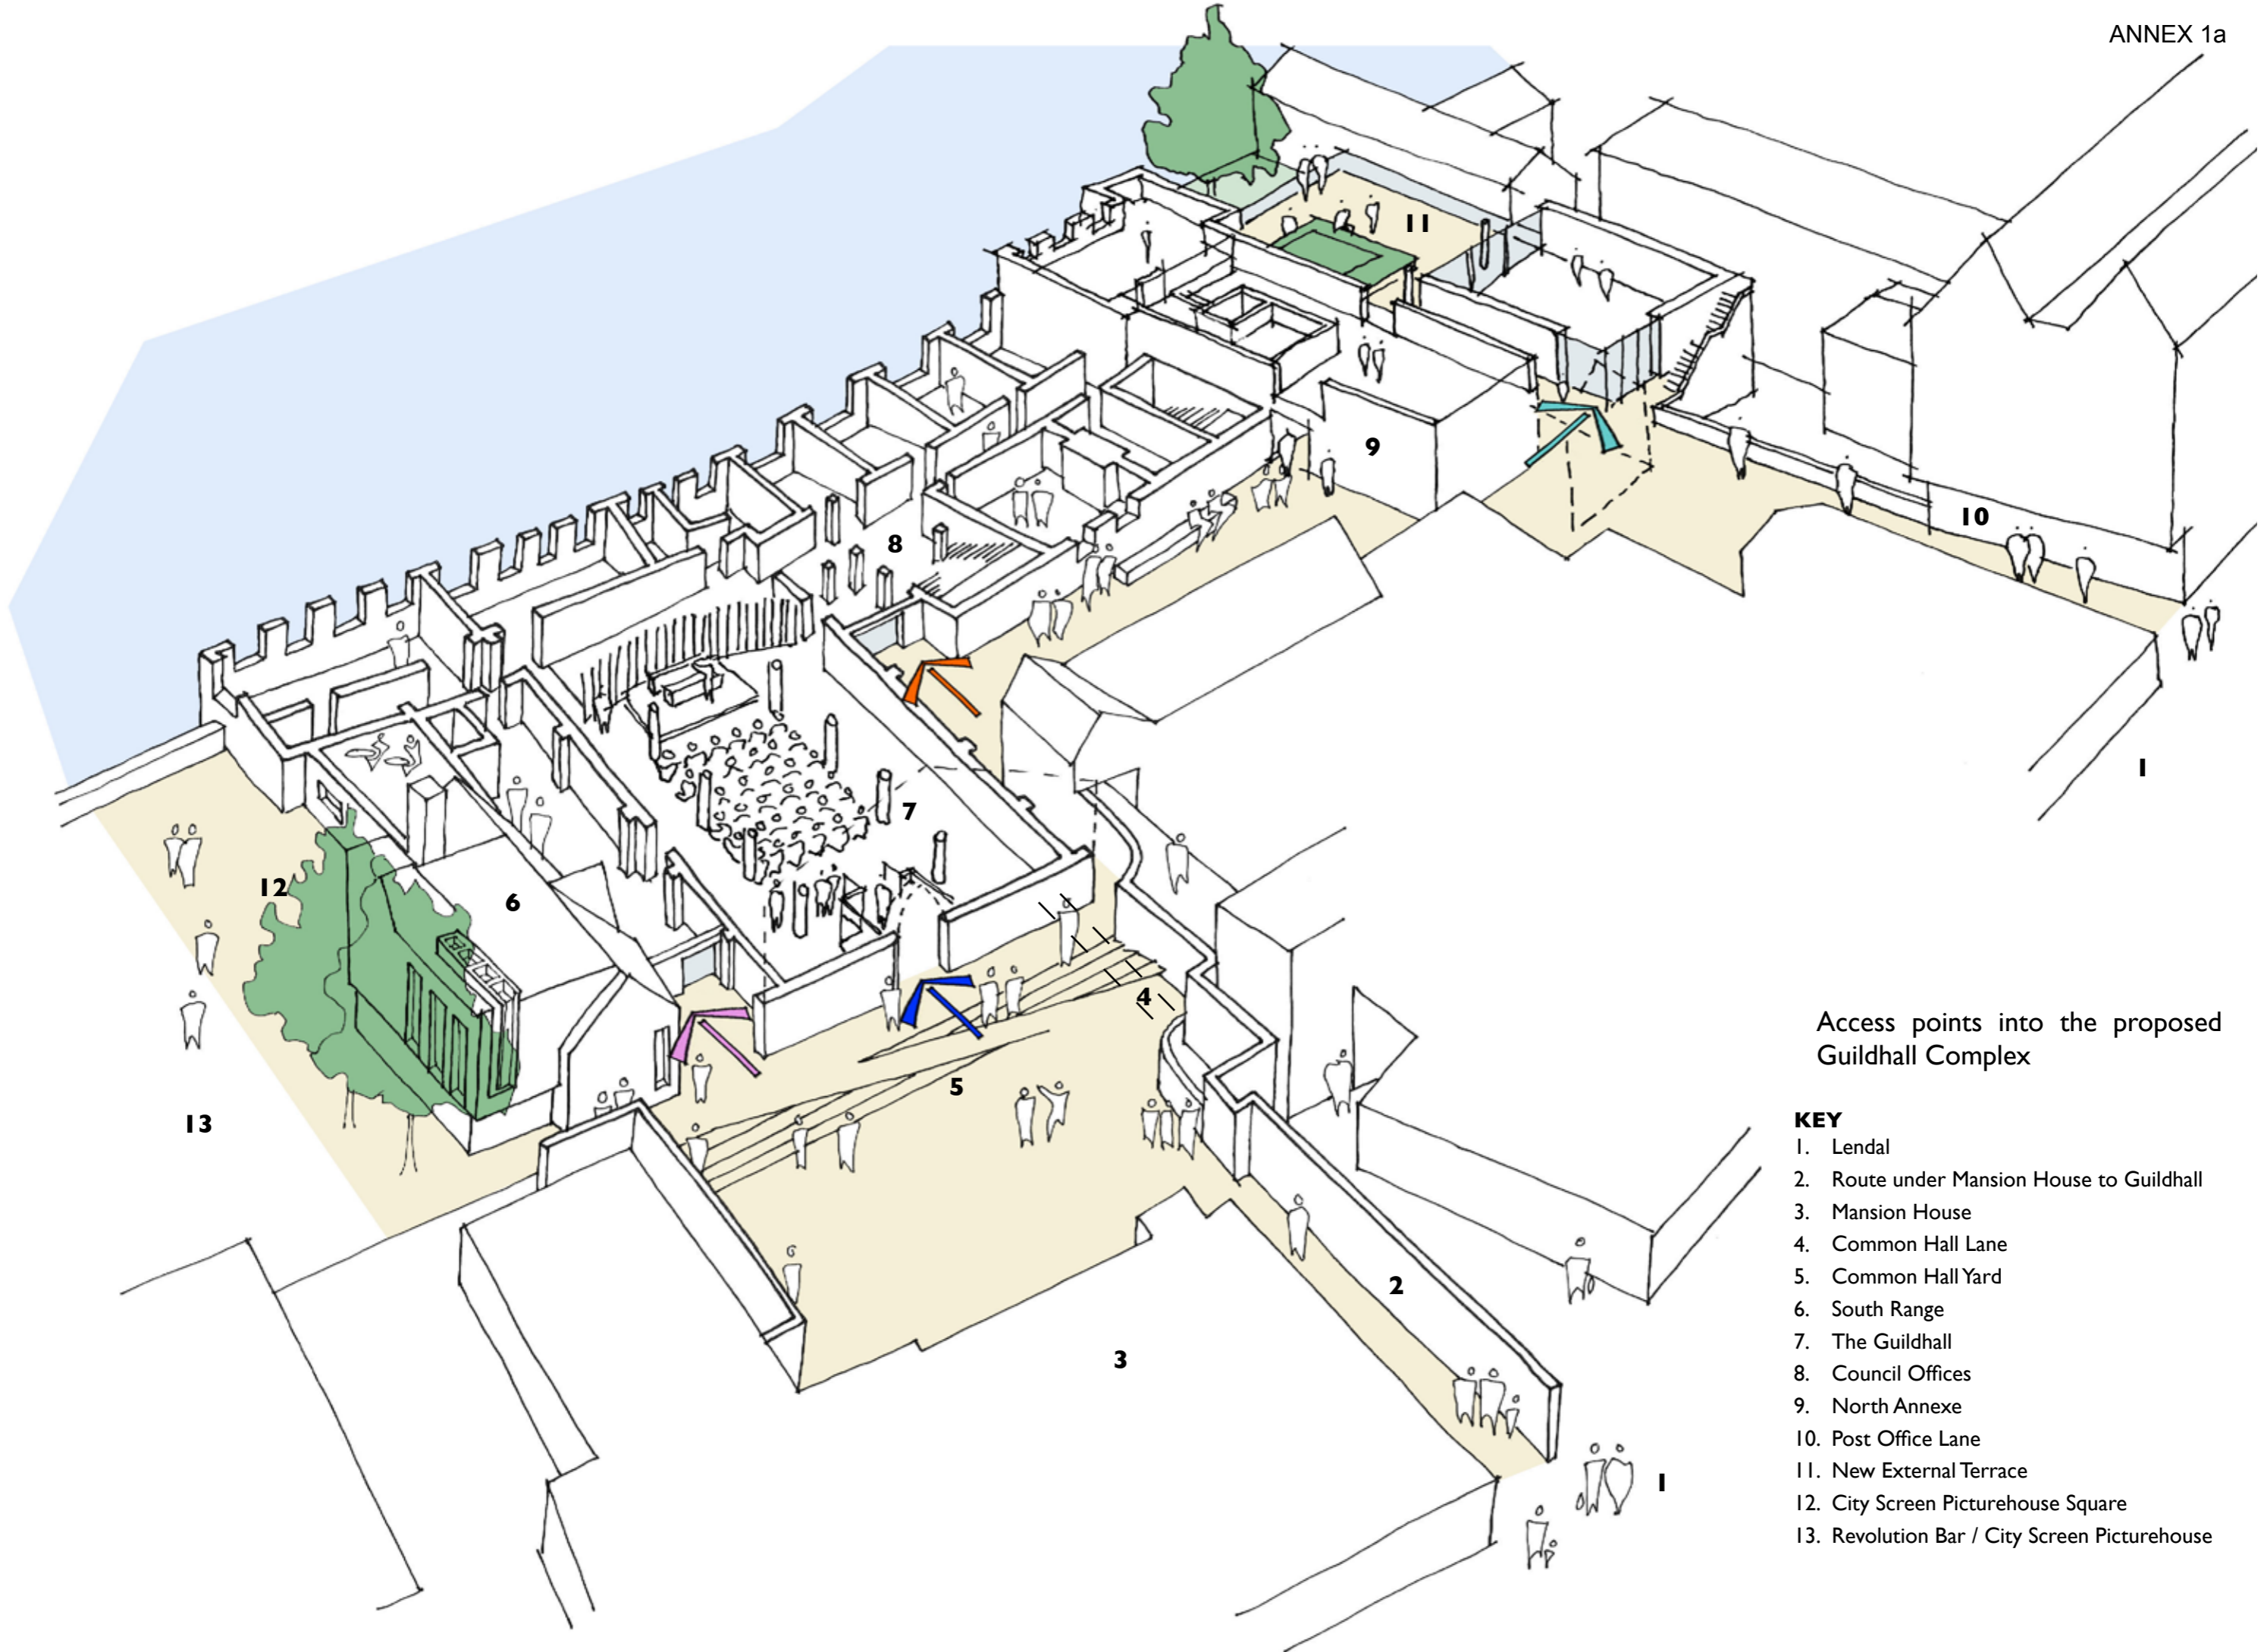 ANNEX 1a
11
9
10
8
1
7
12
6
4
5
13
2
3
1
Access points into the proposed
Guildhall Complex
KEY
1. Lendal
2. Route under Mansion House to Guildhall
3. Mansion House
4. Common Hall Lane
5. Common Hall Yard
6. South Range
7. The Guildhall
8. Council Offices
9. North Annexe
10. Post Office Lane
11. New External Terrace
12. City Screen Picturehouse Square
13. Revolution Bar / City Screen Picturehouse